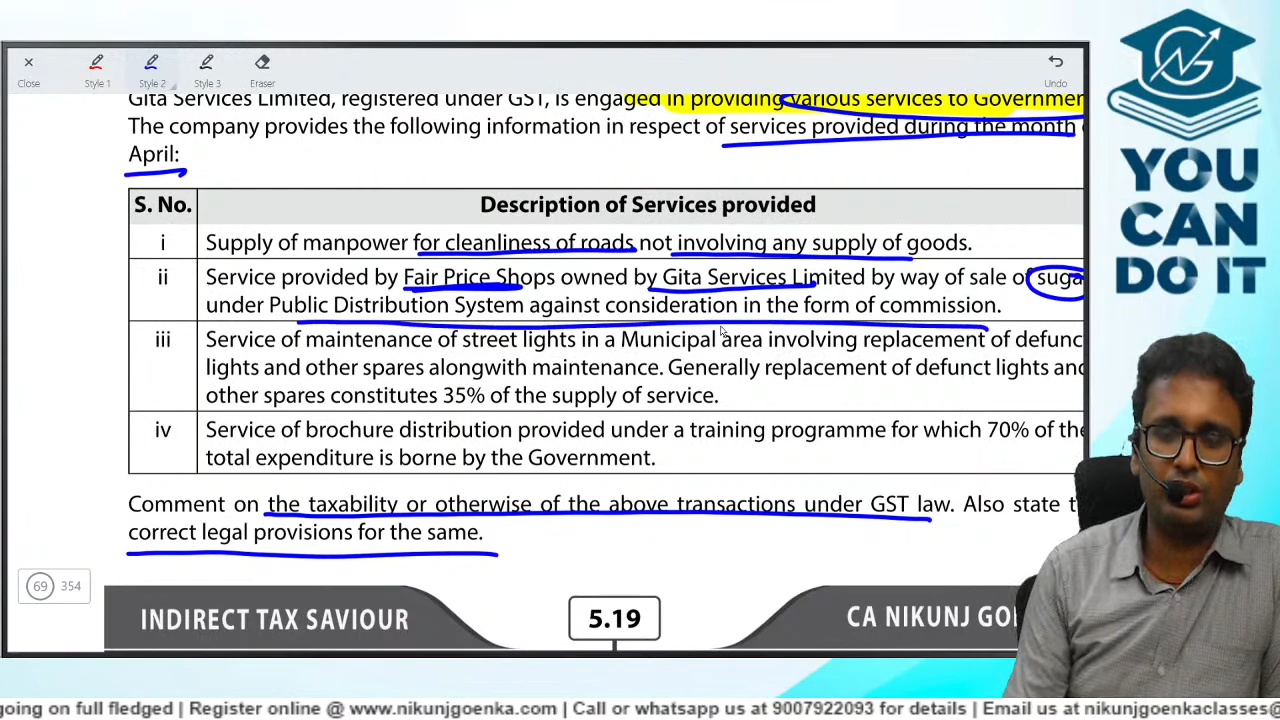 Close
Style 1
Style 2
Style 3
Eraser
Undo
Gita Services Limited, registered under GST, is engaged in providing various services to
The company provides the following information in respect of services provided during the month
April:
S. No. Description of Services provided
i Supply of manpower for cleanliness of roads not involving any supply of goods.
ii Service provided by Fair Price Shops owned by Gita Services Limited by way of sale of
under Public Distribution System against consideration in the form of commission.
iii Service of maintenance of street lights in a Municipal area involving replacement of
lights and other spares alongwith maintenance. Generally replacement of defunct lights
other spares constitutes 35% of the supply of service.
iv Service of brochure distribution provided under a training programme for which 70% of the
total expenditure is borne by the Government.
Comment on the taxability or otherwise of the above transactions under GST law. Also state
correct legal provisions for the same.
69 354
INDIRECT TAX SAVIOUR
5.19
CA NIKUNJ
YOU
CAN
DO IT
going on full fledged | Register online @ www.nikunjgoenka.com | Call or whatsapp us at 9007922093 for details | Email us at nikunjgoenkaclasses@